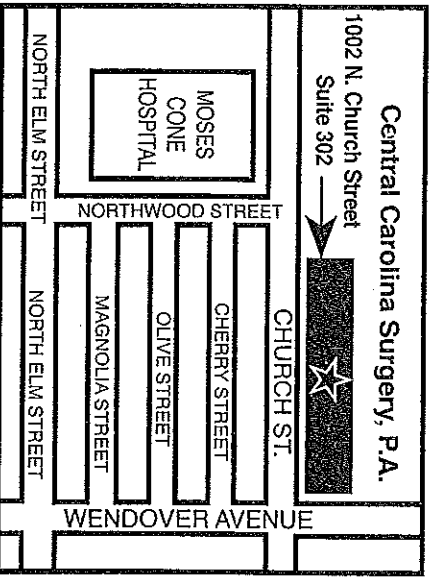 Central Carolina Surgery, P.A.
1002 N. Church Street
Suite 302
CHURCH ST.
MOSES
CONE
HOSPITAL
NORTHWOOD STREET
CHERRY STREET
OLIVE STREET
MAGNOLIA STREET
NORTH ELM STREET
NORTH ELM STREET
WENDOVER AVENUE